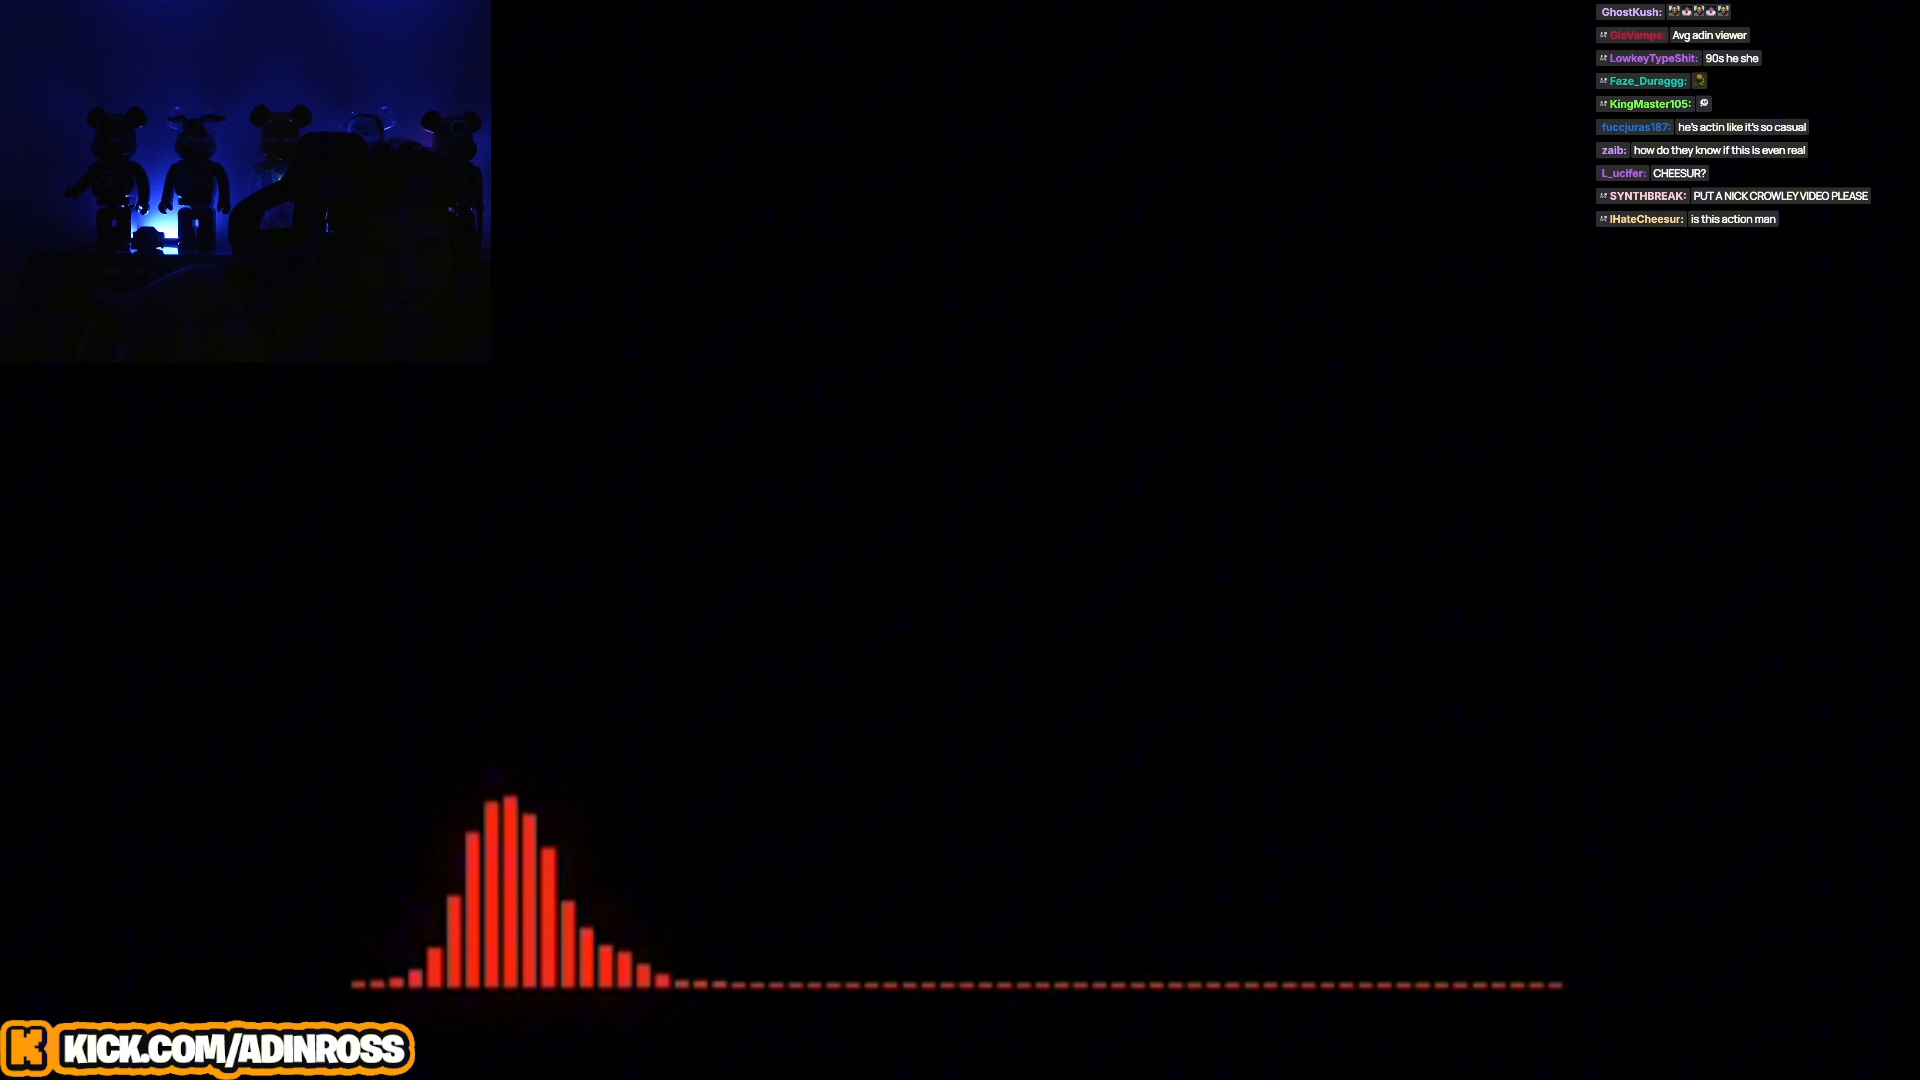 GhostKush:
GloVamps: Avg adin viewer
LowkeyTypeShit: 90s he she
Faze_Duraggg:
KingMaster105:
fuccjuras187: he's actin like it's so casual
zaib: how do they know if this is even real
L_ucifer: CHEESUR?
SYNTHBREAK: PUT A NICK CROWLEY VIDEO PLEASE
IHateCheesur: is this action man
K KICK.COM/ADINROSS